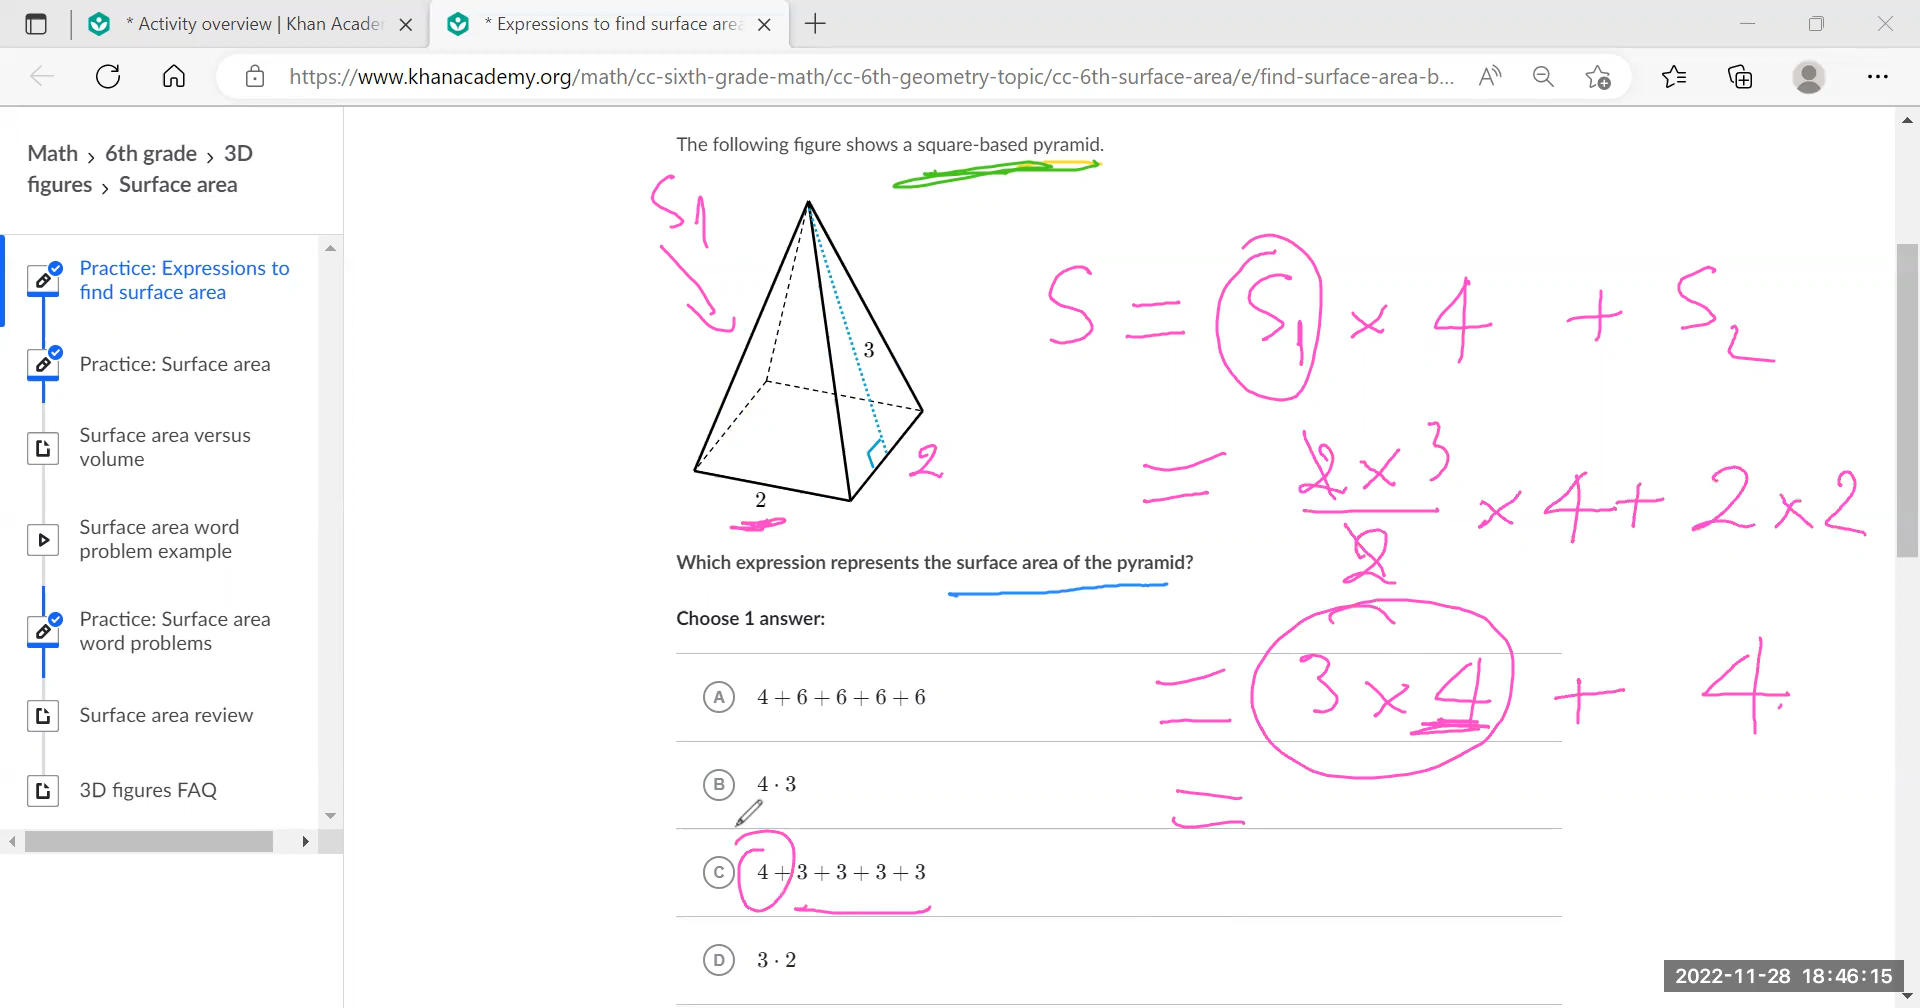 * Activity overview | Khan Acade
* Expressions to find surface area
https://www.khanacademy.org/math/cc-sixth-grade-math/cc-6th-geometry-topic/cc-6th-surface-area/e/find-surface-area-b...
Math > 6th grade > 3D
figures > Surface area
Practice: Expressions to
find surface area
Practice: Surface area
Surface area versus
volume
Surface area word
problem example
Practice: Surface area
word problems
Surface area review
3D figures FAQ
The following figure shows a square-based pyramid.
S1
3
2
2
S = S1 × 4 + S2
= 2 × 3 / 2 × 4 + 2 × 2
= 3 × 4 + 4
=
Which expression represents the surface area of the pyramid?
Choose 1 answer:
A 4 + 6 + 6 + 6 + 6
B 4 · 3
C 4 + 3 + 3 + 3 + 3
D 3 · 2
2022-11-28 18:46:15